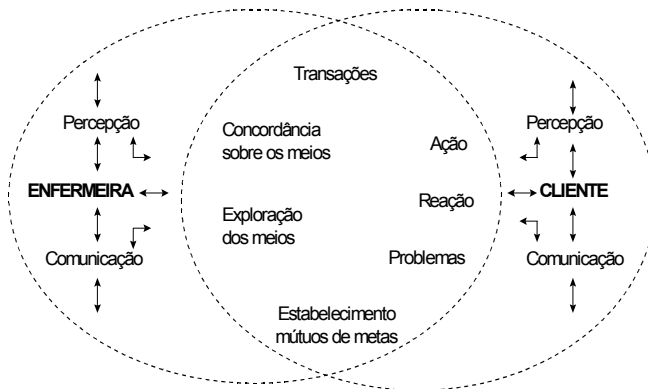 Transações
Percepção
Concordância
sobre os meios
Ação
Percepção
ENFERMEIRA
Reação
CLIENTE
Exploração
dos meios
Comunicação
Problemas
Comunicação
Estabelecimento
mútuos de metas